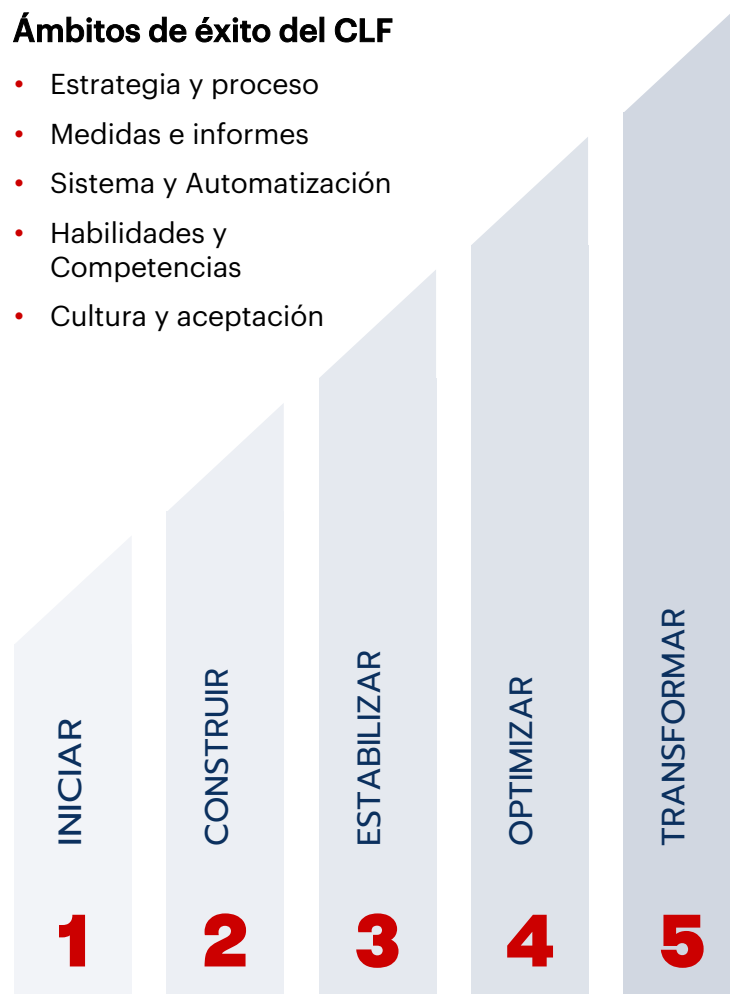 Ámbitos de éxito del CLF
• Estrategia y proceso
• Medidas e informes
• Sistema y Automatización
• Habilidades y
Competencias
• Cultura y aceptación
INICIAR
CONSTRUIR
ESTABILIZAR
OPTIMIZAR
TRANSFORMAR
1
2
3
4
5